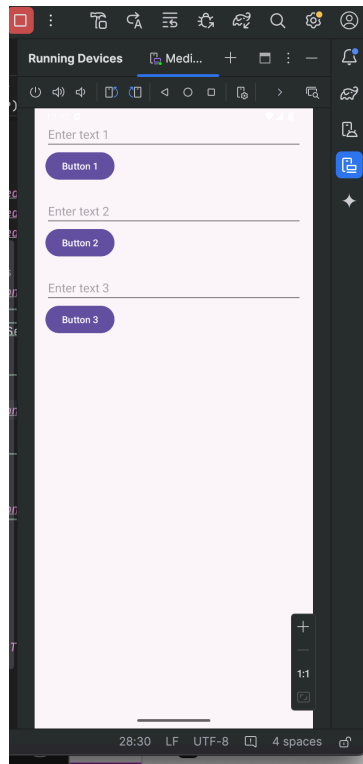 Running Devices
Medi...
Enter text 1
Button 1
Enter text 2
Button 2
Enter text 3
Button 3
1:1
28:30 LF UTF-8 4 spaces